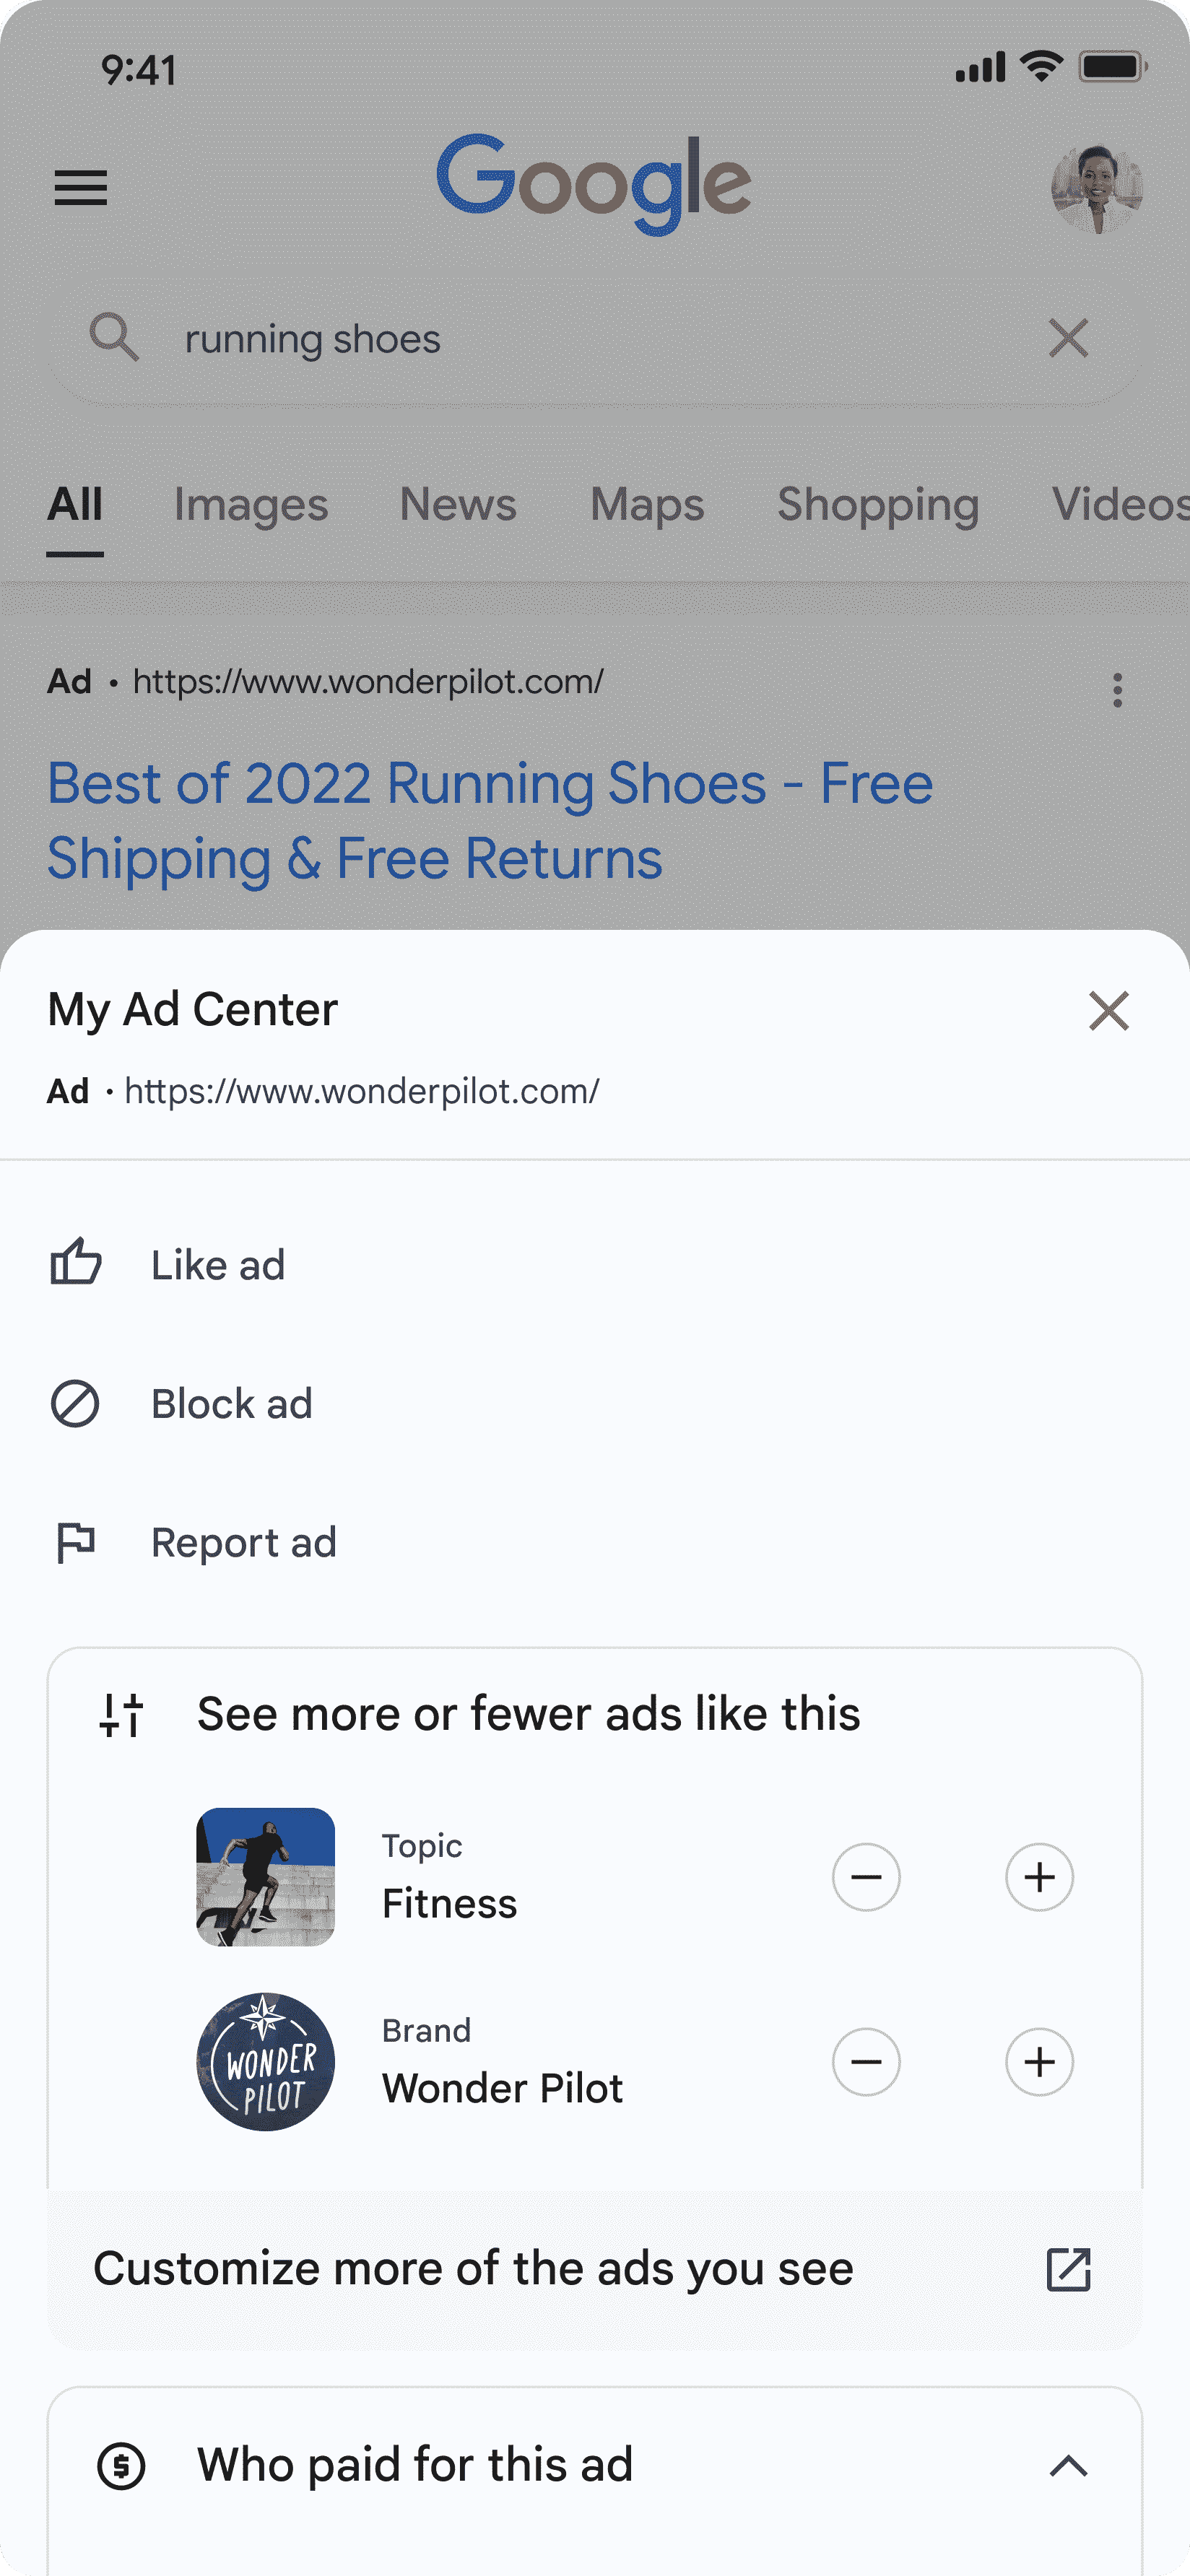 9:41
Google
running shoes
All Images News Maps Shopping Videos
Ad • https://www.wonderpilot.com/
Best of 2022 Running Shoes - Free
Shipping & Free Returns
My Ad Center
Ad · https://www.wonderpilot.com/
Like ad
Block ad
Report ad
See more or fewer ads like this
Topic
Fitness
WONDER
PILOT
Brand
Wonder Pilot
Customize more of the ads you see
Who paid for this ad